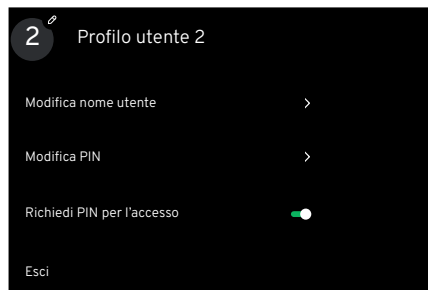 2
Profilo utente 2
Modifica nome utente
Modifica PIN
Richiedi PIN per l'accesso
Esci